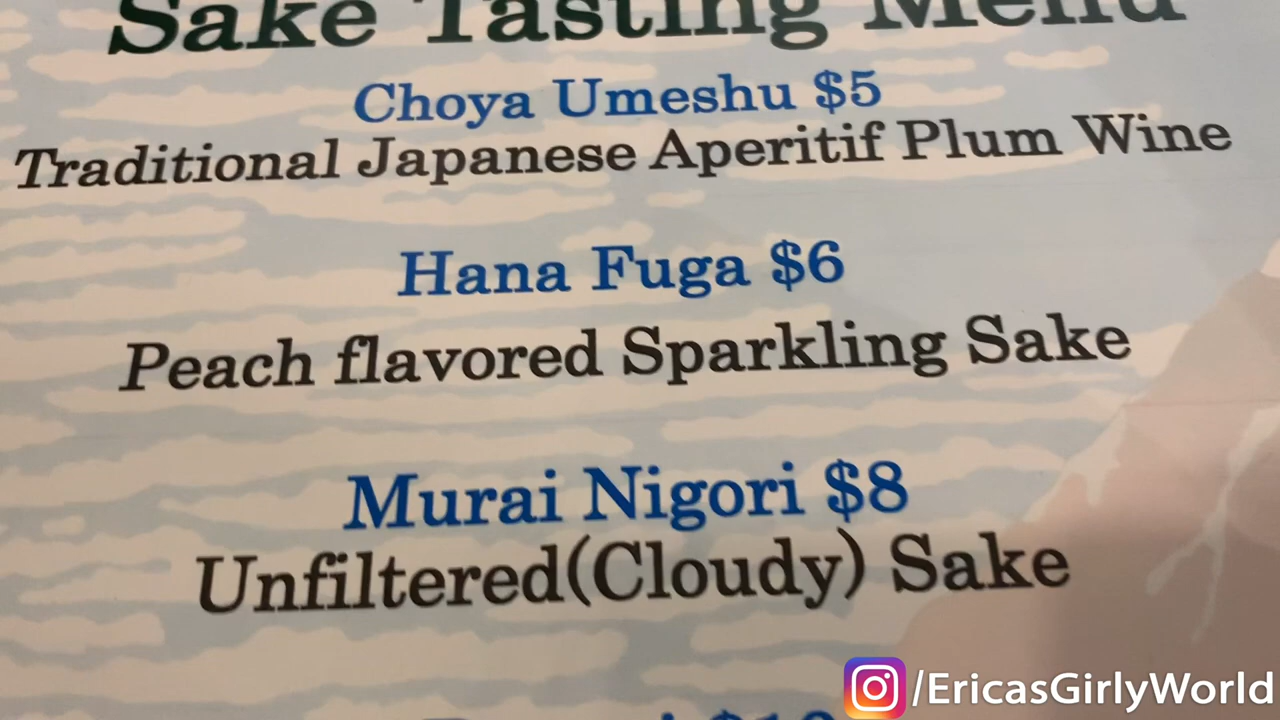 Sake Tasting Menu
Choya Umeshu $5
Traditional Japanese Aperitif Plum Wine
Hana Fuga $6
Peach flavored Sparkling Sake
Murai Nigori $8
Unfiltered(Cloudy) Sake
/EricasGirlyWorld